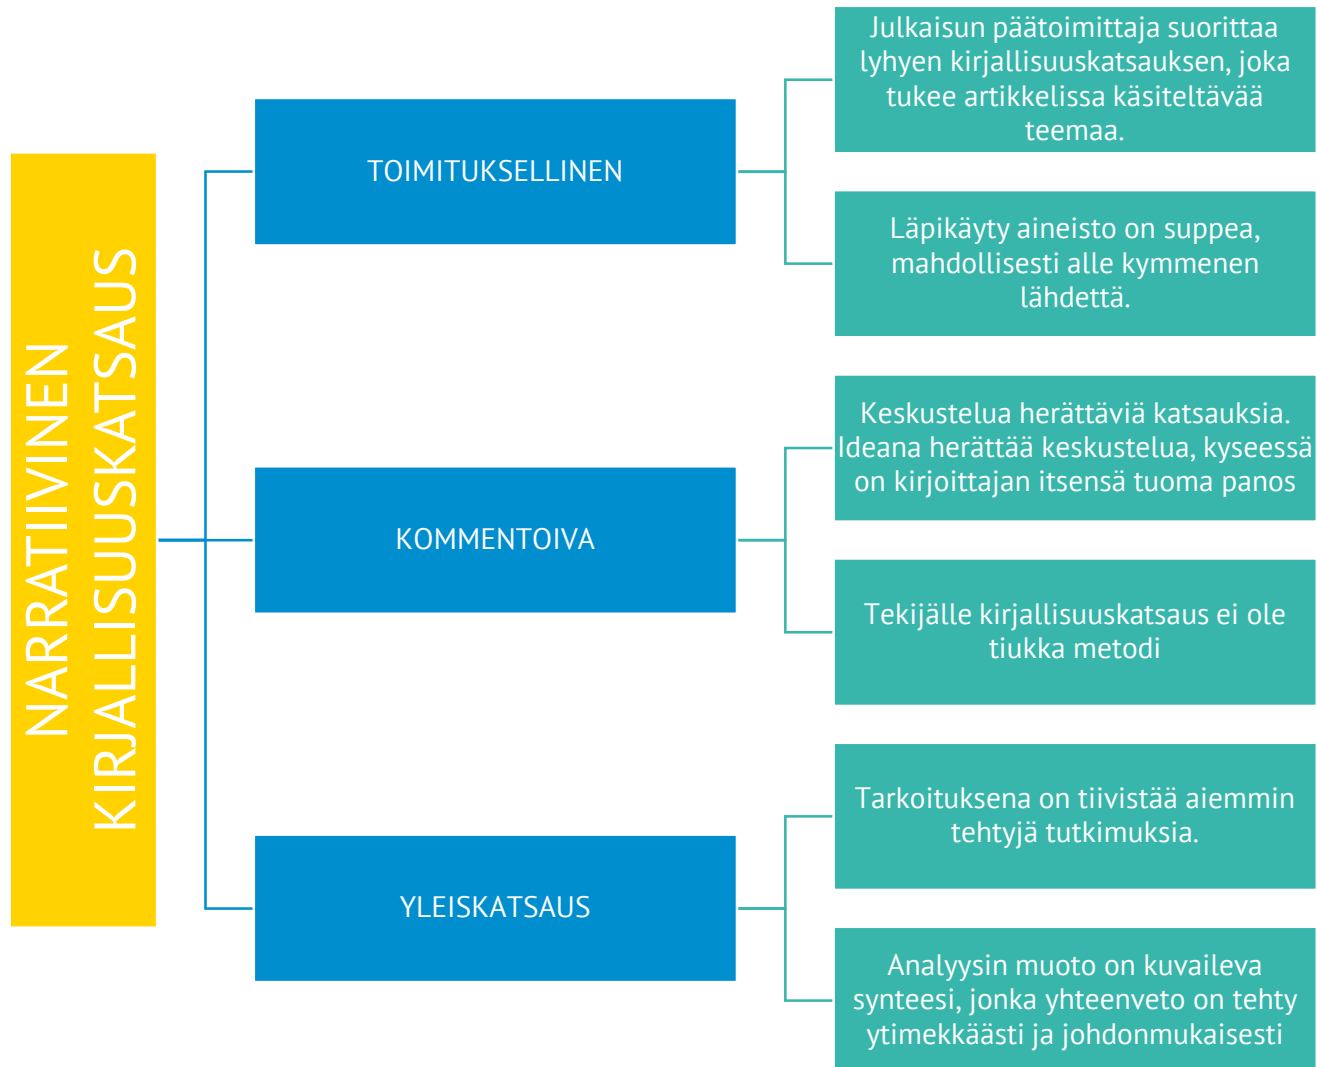 NARRATIIVINEN
KIRJALLISUUSKATSAUS
TOIMITUKSELLINEN
Julkaisun päätoimittaja suorittaa
lyhyen kirjallisuuskatsauksen, joka
tukee artikkelissa käsiteltävää
teemaa.
Läpikäyty aineisto on suppea,
mahdollisesti alle kymmenen
lähdettä.
KOMMENTOIVA
Keskustelua herättäviä katsauksia.
Ideana herättää keskustelua, kyseessä
on kirjoittajan itsensä tuoma panos
Tekijälle kirjallisuuskatsaus ei ole
tiukka metodi
YLEISKATSAUS
Tarkoituksena on tiivistää aiemmin
tehtyjä tutkimuksia.
Analyysin muoto on kuvaileva
synteesi, jonka yhteenveto on tehty
ytimekkäästi ja johdonmukaisesti